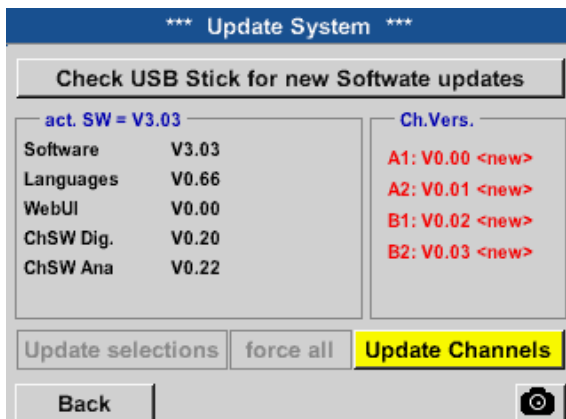 *** Update System ***
Check USB Stick for new Softwate updates
act. SW = V3.03
Software V3.03
Languages V0.66
WebUI V0.00
ChSW Dig. V0.20
ChSW Ana V0.22
Ch.Vers.
A1: V0.00 <new>
A2: V0.01 <new>
B1: V0.02 <new>
B2: V0.03 <new>
Update selections force all Update Channels
Back